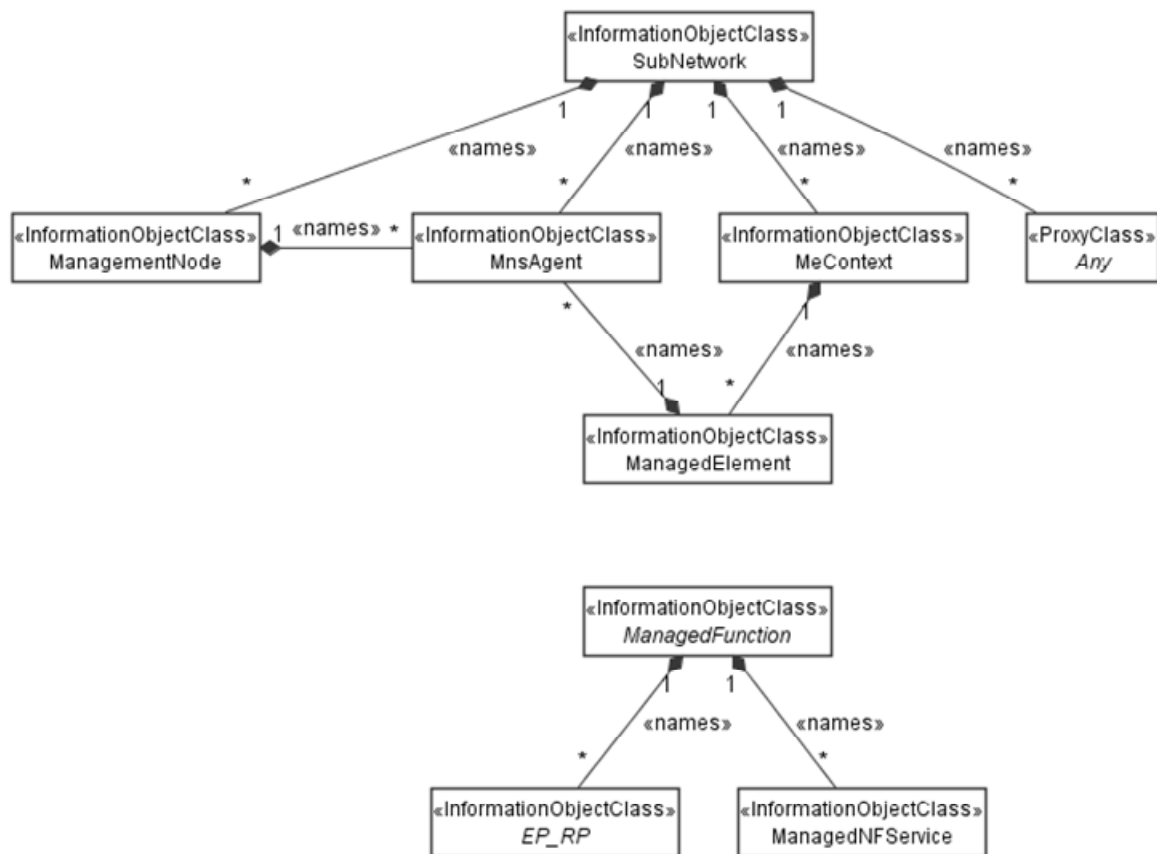 «InformationObjectClass»
SubNetwork
1
1
1
1
«names»
«names»
«names»
«names»
*
*
*
*
«InformationObjectClass»
ManagementNode
1
«names»
*
«InformationObjectClass»
MnsAgent
«InformationObjectClass»
MeContext
«ProxyClass»
Any
*
1
«names»
«names»
1
*
«InformationObjectClass»
ManagedElement
«InformationObjectClass»
ManagedFunction
1
1
«names»
«names»
*
*
«InformationObjectClass»
EP_RP
«InformationObjectClass»
ManagedNFService